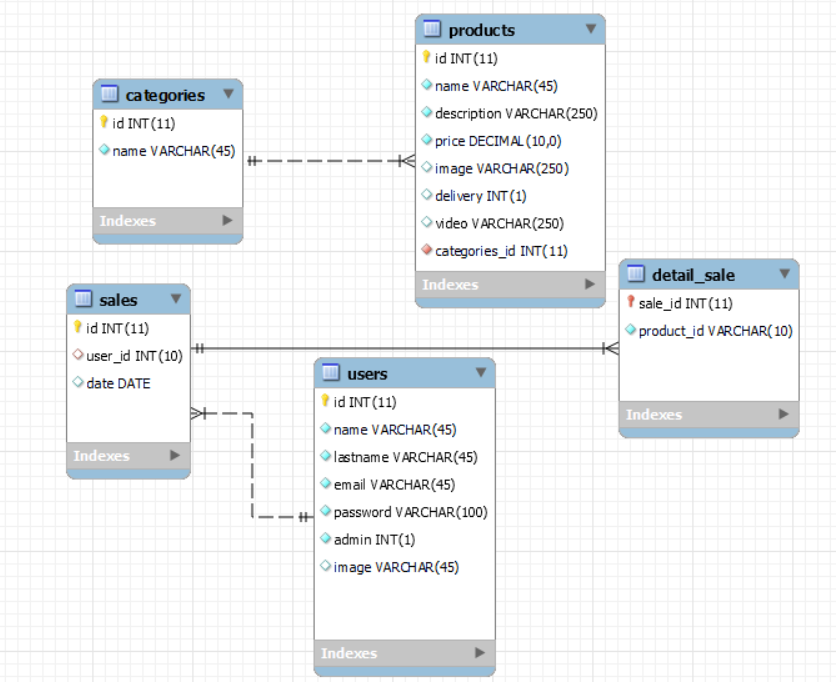 categories
id INT(11)
name VARCHAR(45)
Indexes
products
id INT(11)
name VARCHAR(45)
description VARCHAR(250)
price DECIMAL(10,0)
image VARCHAR(250)
delivery INT(1)
video VARCHAR(250)
categories_id INT(11)
Indexes
sales
id INT(11)
user_id INT(10)
date DATE
Indexes
users
id INT(11)
name VARCHAR(45)
lastname VARCHAR(45)
email VARCHAR(45)
password VARCHAR(100)
admin INT(1)
image VARCHAR(45)
Indexes
detail_sale
sale_id INT(11)
product_id VARCHAR(10)
Indexes